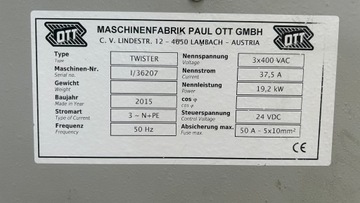 OTT
MASCHINENFABRIK PAUL OTT GMBH
OTT
C. V. LINDESTR. 12 - 4650 LAMBACH - AUSTRIA
Type
Type
TWISTER
Nennspannung
Voltage
3x400 VAC
Maschinen-Nr.
Serial No.
I/36207
Nennstrom
Current
37,5 A
Gewicht
Weight
Nennleistung
Power
19,2 kW
Baujahr
Made in Year
2015
cos φ
cos φ
Stromart
Type of Current
3 ~ N+PE
Steuerspannung
Control Voltage
24 VDC
Frequenz
Frequency
50 Hz
Absicherung max.
Fuse max.
50 A - 5x10mm²
CE